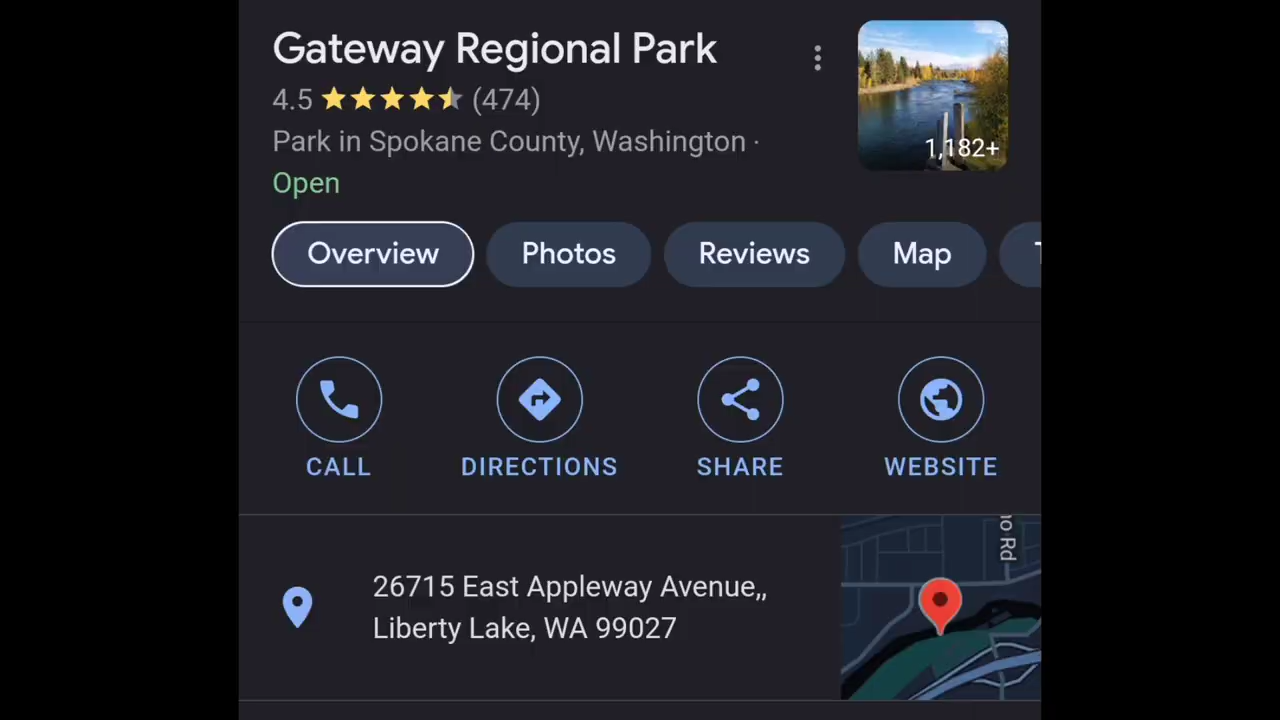 Gateway Regional Park
4.5 (474)
Park in Spokane County, Washington ·
Open
1,182+
Overview Photos Reviews Map
CALL DIRECTIONS SHARE WEBSITE
26715 East Appleway Avenue,,
Liberty Lake, WA 99027
Rd